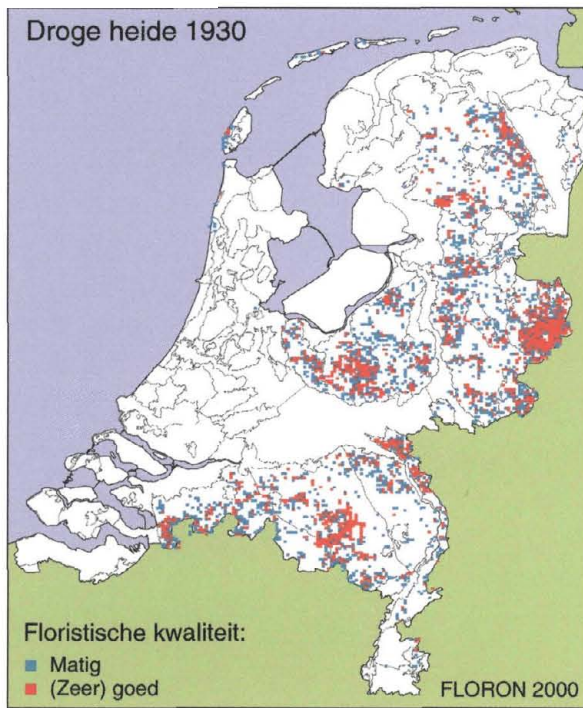 Droge heide 1930
Floristische kwaliteit:
Matig
(Zeer) goed
FLORON 2000